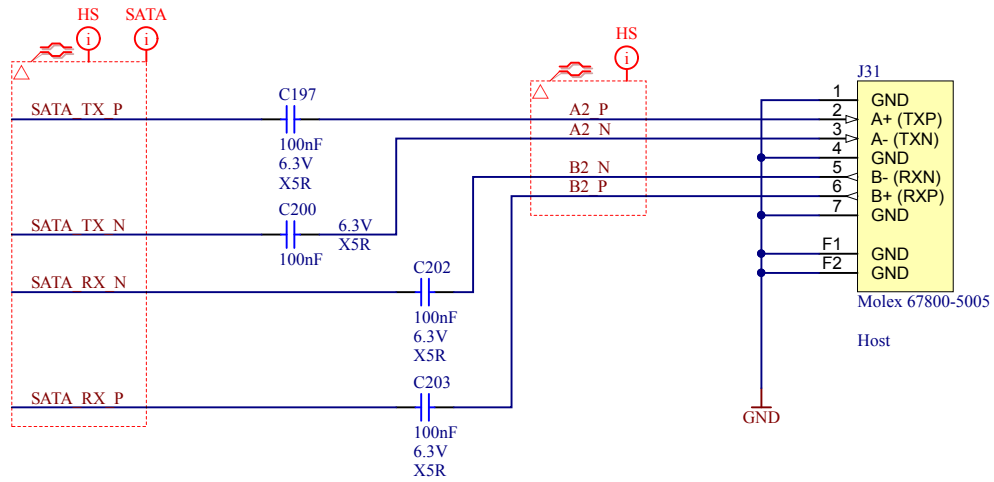 HS SATA
i i
HS
i
J31
SATA_TX_P
C197
100nF
6.3V
X5R
A2_P
A2_N
B2_N
B2_P
1 GND
2 A+ (TXP)
3 A- (TXN)
4 GND
5 B- (RXN)
6 B+ (RXP)
7 GND
F1 GND
F2 GND
Molex 67800-5005
Host
SATA_TX_N
C200
100nF
6.3V
X5R
SATA_RX_N
C202
100nF
6.3V
X5R
SATA_RX_P
C203
100nF
6.3V
X5R
GND